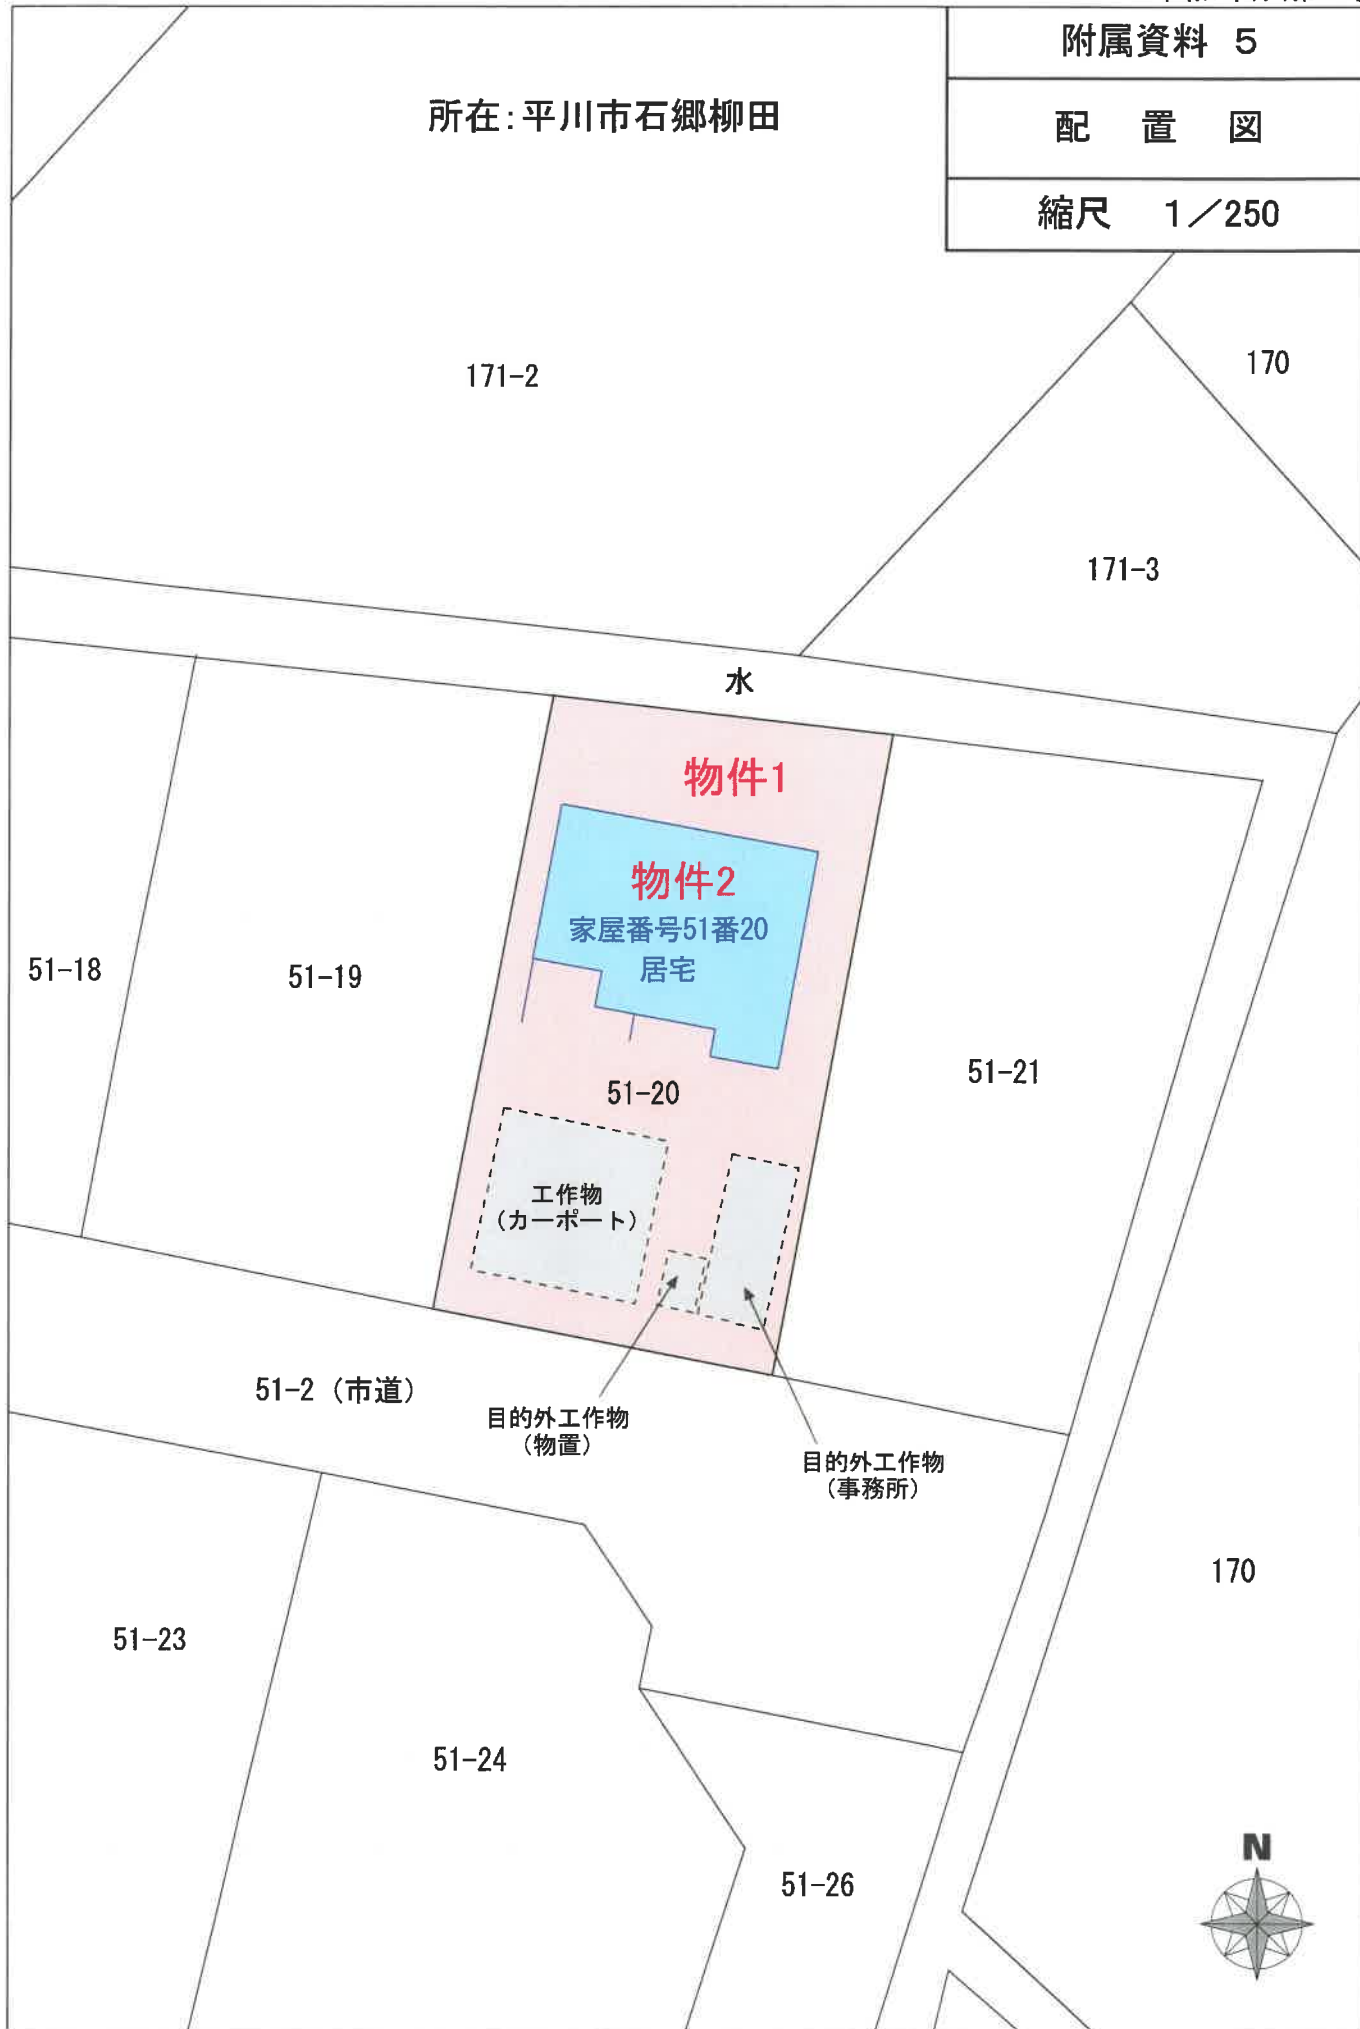 附属資料 5
配 置 図
縮尺 1／250
所在:平川市石郷柳田
171-2
170
171-3
水
物件1
物件2
家屋番号51番20
居宅
51-18
51-19
51-20
51-21
工作物
（カーポート）
51-2（市道）
目的外工作物
（物置）
目的外工作物
（事務所）
170
51-23
51-24
51-26
N